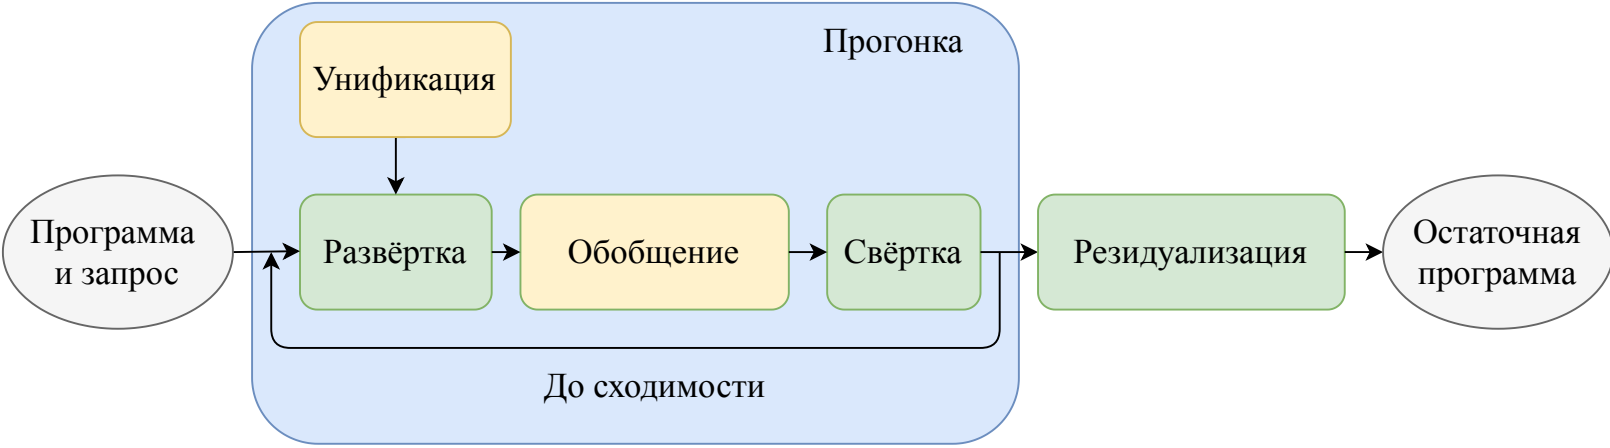 Прогонка
Унификация
Программа
и запрос
Развёртка
Обобщение
Свёртка
Резидуализация
Остаточная
программа
До сходимости